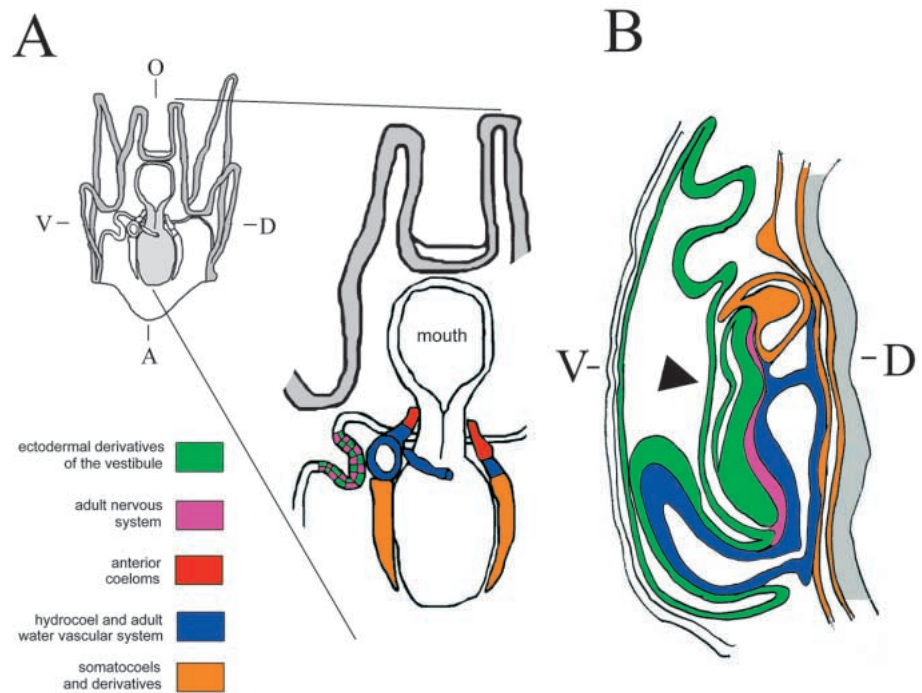 A
B
O
V
D
A
mouth
V
D
ectodermal derivatives
of the vestibule
adult nervous
system
anterior
coeloms
hydrocoel and adult
water vascular system
somatocoels
and derivatives